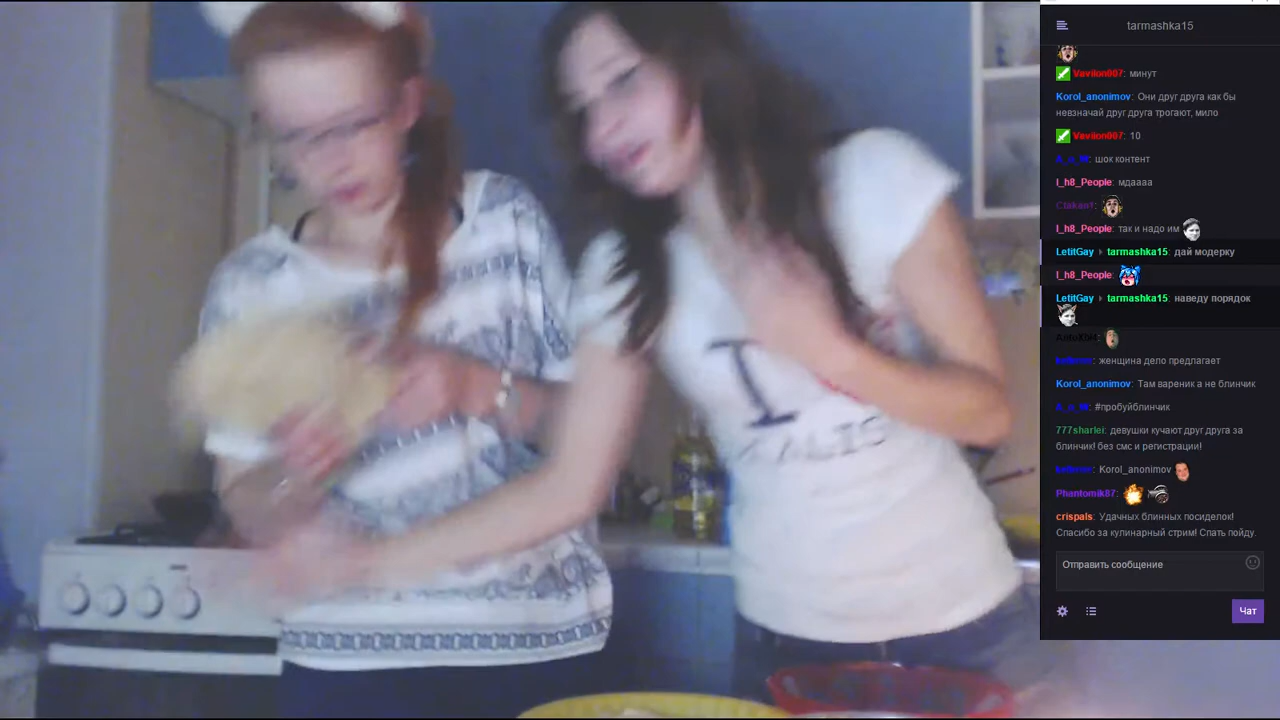 tarmashka15
Vavilon007: минут
Korol_anonimov: Они друг друга как бы
невзначай друг друга трогают, мило
Vavilon007: 10
шок контент
I_h8_People: мдаааа
I_h8_People: так и надо им
LetitGay tarmashka15: дай модерку
I_h8_People:
LetitGay tarmashka15: наведу порядок
женщина дело предлагает
Korol_anonimov: Там вареник а не блинчик
#пробуйблинчик
777sharlei: девушки кучают друг друга за
блинчик! без смс и регистрации!
Korol_anonimov
Phantomik87:
crispals: Удачных блинных посиделок!
Спасибо за кулинарный стрим! Спать пойду.
Отправить сообщение
Чат
I